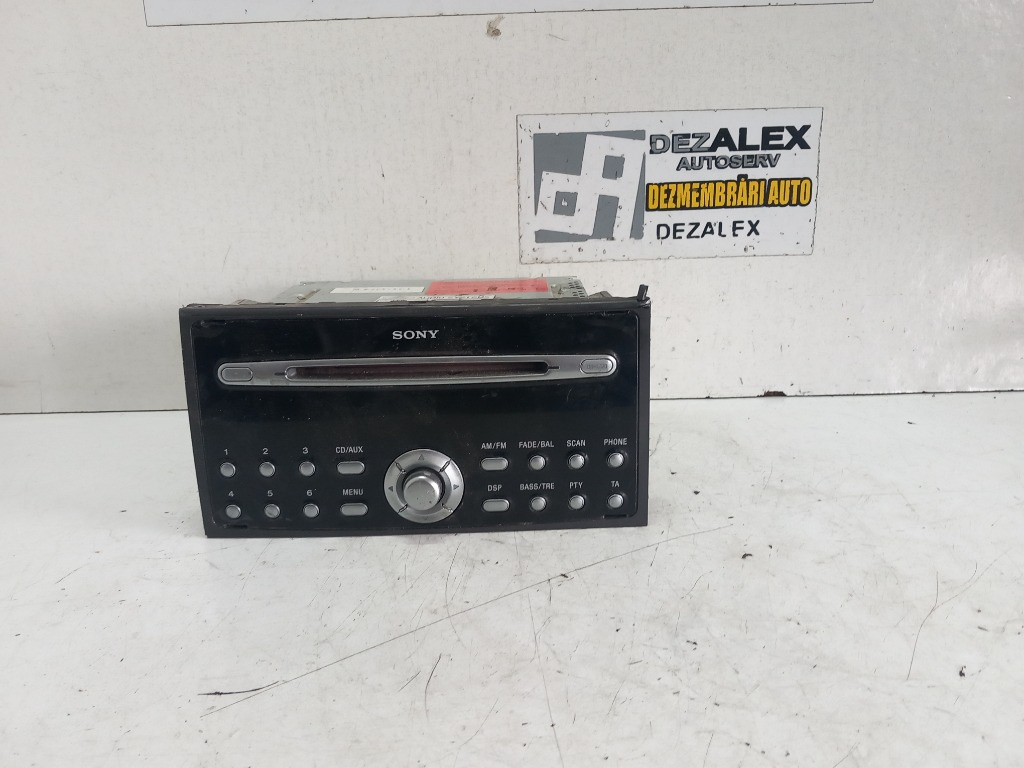 DEZALEX
AUTOSERV
DEZMEMBRĂRI AUTO
DEZALEX
SONY
1 2 3 CD/AUX AM/FM FADE/BAL SCAN PHONE
4 5 6 MENU DSP BASS/TRE PTY TA